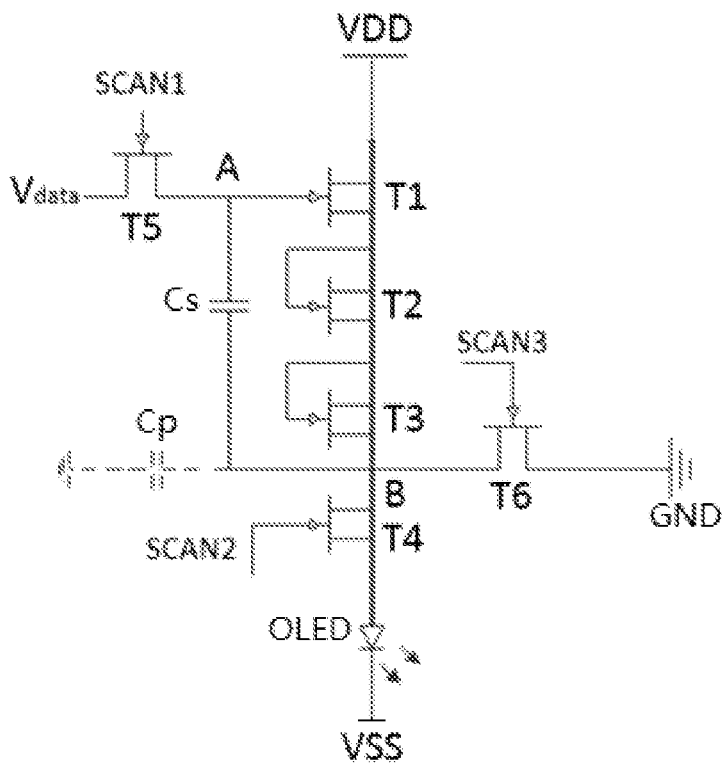 VDD
SCAN1
A
Vdata
T5
T1
Cs
T2
SCAN3
Cp
T3
B
T6
GND
SCAN2
T4
OLED
VSS